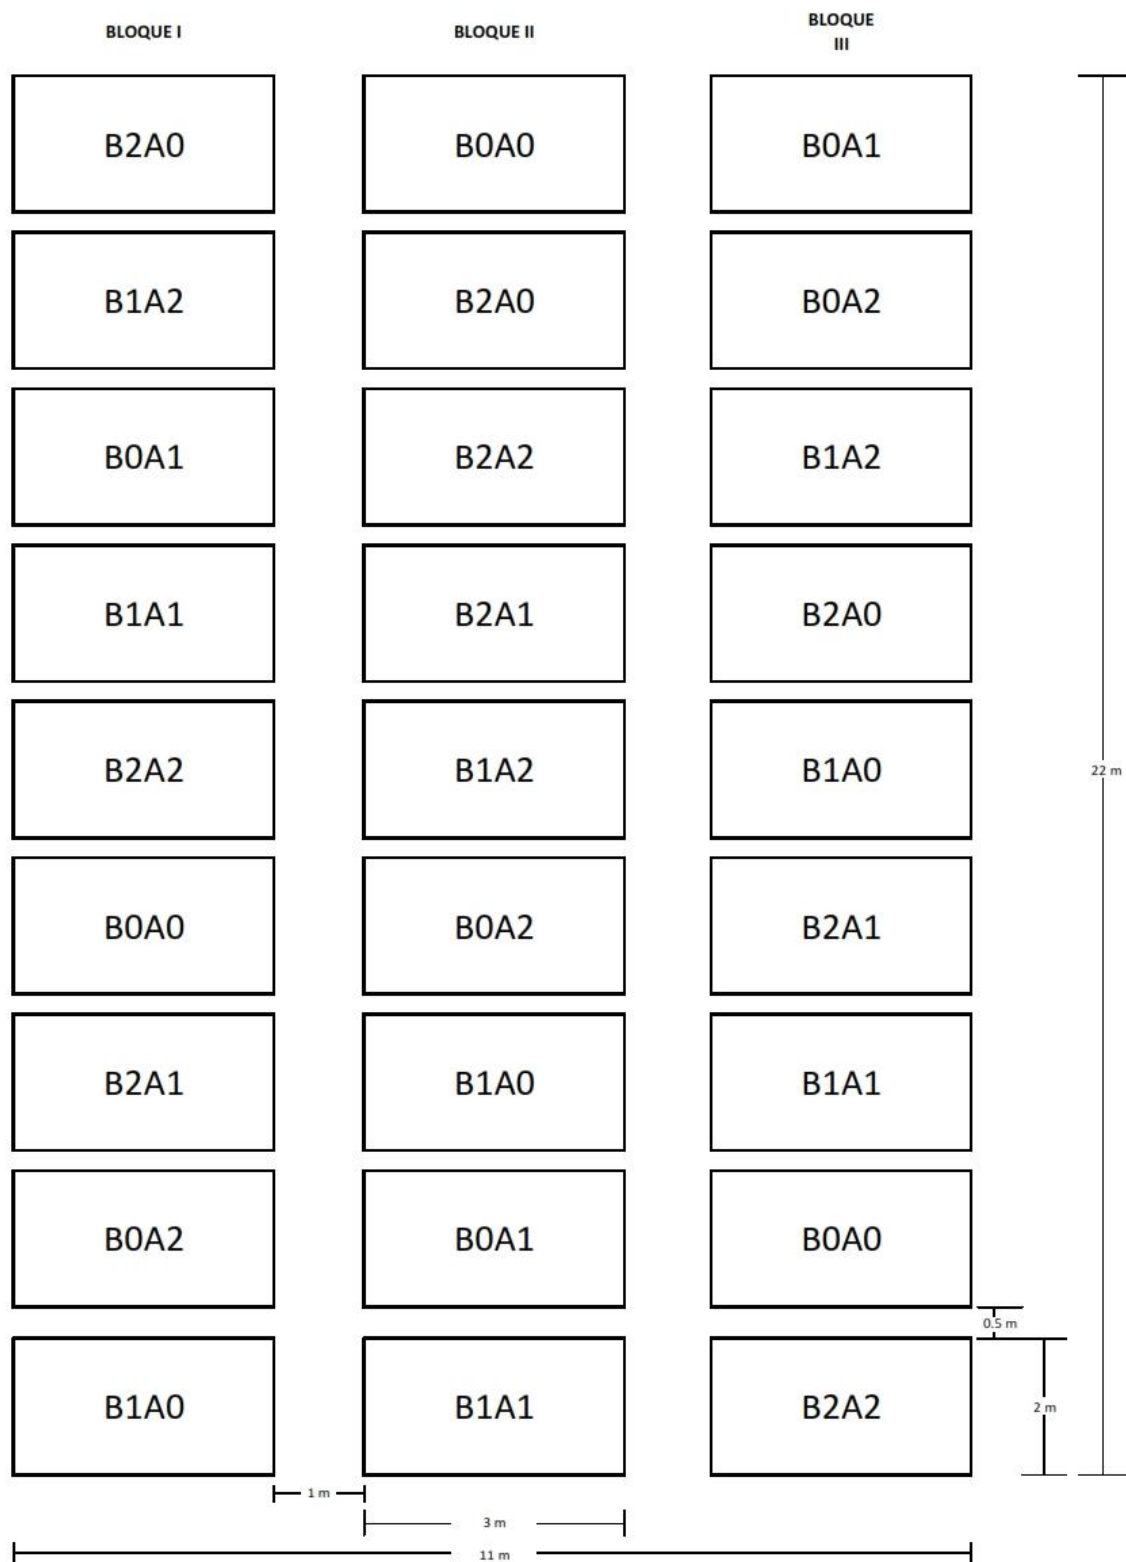 BLOQUE I
BLOQUE II
BLOQUE
III
B2A0
B0A0
B0A1
B1A2
B2A0
B0A2
B0A1
B2A2
B1A2
B1A1
B2A1
B2A0
B2A2
B1A2
B1A0
22 m
B0A0
B0A2
B2A1
B2A1
B1A0
B1A1
B0A2
B0A1
B0A0
0.5 m
B1A0
B1A1
B2A2
2 m
1 m
3 m
11 m